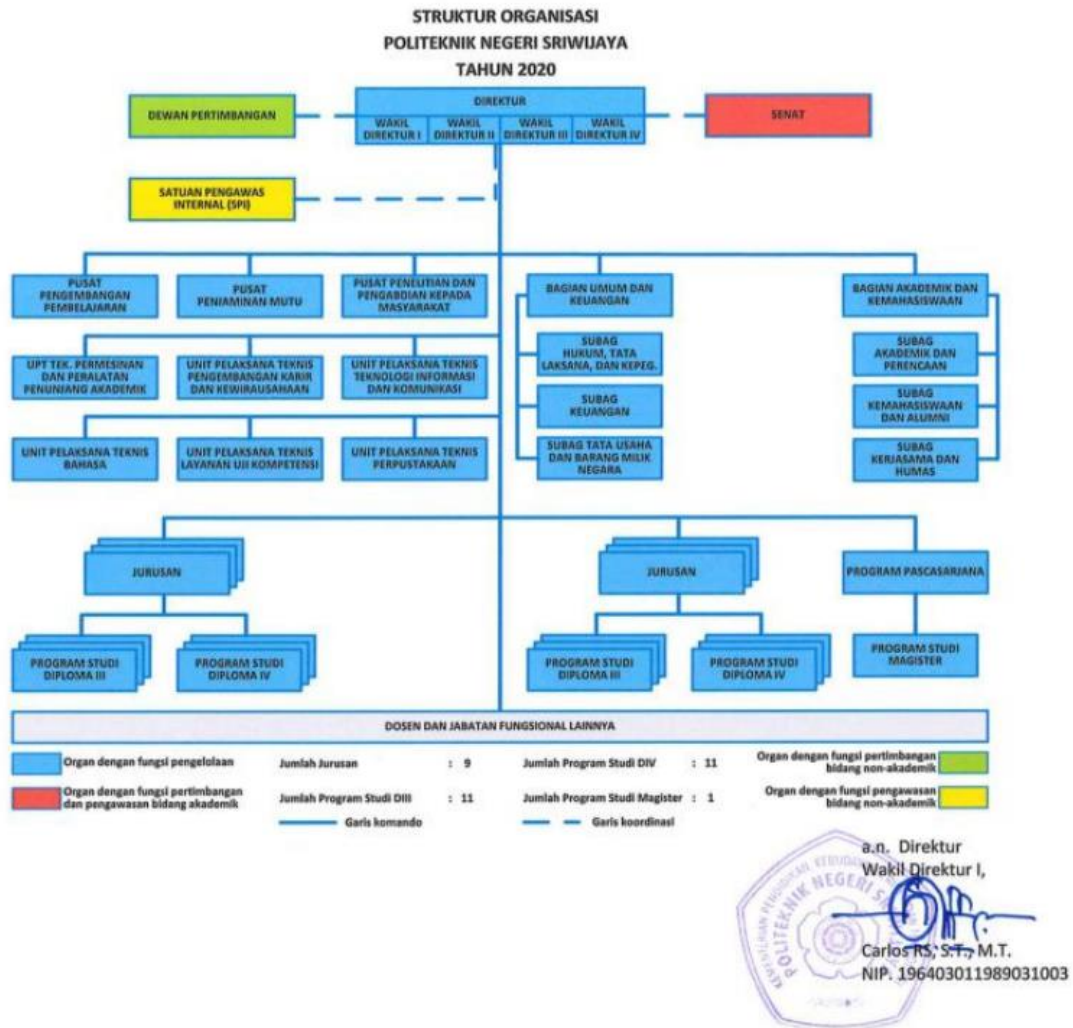 STRUKTUR ORGANISASI
POLITEKNIK NEGERI SRIWIJAYA
TAHUN 2020
DEWAN PERTIMBANGAN
DIREKTUR
WAKIL
DIREKTUR I
WAKIL
DIREKTUR II
WAKIL
DIREKTUR III
WAKIL
DIREKTUR IV
SENAT
SATUAN PENGAWAS
INTERNAL (SPI)
PUSAT
PENGEMBANGAN
PEMBELAJARAN
PUSAT
PENJAMINAN MUTU
PUSAT PENELITIAN DAN
PENGABDIAN KEPADA
MASYARAKAT
BAGIAN UMUM DAN
KEUANGAN
BAGIAN AKADEMIK DAN
KEMAHASISWAAN
UPT TEK. PERMESINAN
DAN PERALATAN
PENUNJANG AKADEMIK
UNIT PELAKSANA TEKNIS
PENGEMBANGAN KARIR
DAN KEWIRAUSAHAAN
UNIT PELAKSANA TEKNIS
TEKNOLOGI INFORMASI
DAN KOMUNIKASI
SUBAG
HUKUM, TATA
LAKSANA, DAN KEPEG.
SUBAG
AKADEMIK DAN
PERENCAAN
SUBAG
KEUANGAN
SUBAG
KEMAHASISWAAN
DAN ALUMNI
UNIT PELAKSANA TEKNIS
BAHASA
UNIT PELAKSANA TEKNIS
LAYANAN UJI KOMPETENSI
UNIT PELAKSANA TEKNIS
PERPUSTAKAAN
SUBAG TATA USAHA
DAN BARANG MILIK
NEGARA
SUBAG
KERJASAMA DAN
HUMAS
JURUSAN
JURUSAN
PROGRAM PASCASARJANA
PROGRAM STUDI
DIPLOMA III
PROGRAM STUDI
DIPLOMA IV
PROGRAM STUDI
DIPLOMA III
PROGRAM STUDI
DIPLOMA IV
PROGRAM STUDI
MAGISTER
DOSEN DAN JABATAN FUNGSIONAL LAINNYA
Organ dengan fungsi pengelolaan
Jumlah Jurusan : 9
Jumlah Program Studi DIV : 11
Organ dengan fungsi pertimbangan
bidang non-akademik
Organ dengan fungsi pertimbangan
dan pengawasan bidang akademik
Jumlah Program Studi DIII : 11
Jumlah Program Studi Magister : 1
Organ dengan fungsi pengawasan
bidang non-akademik
Garis komando
Garis koordinasi
a.n. Direktur
Wakil Direktur I,
POLITEKNIK NEGERI
Carlos RS, S.T., M.T.
NIP. 196403011989031003